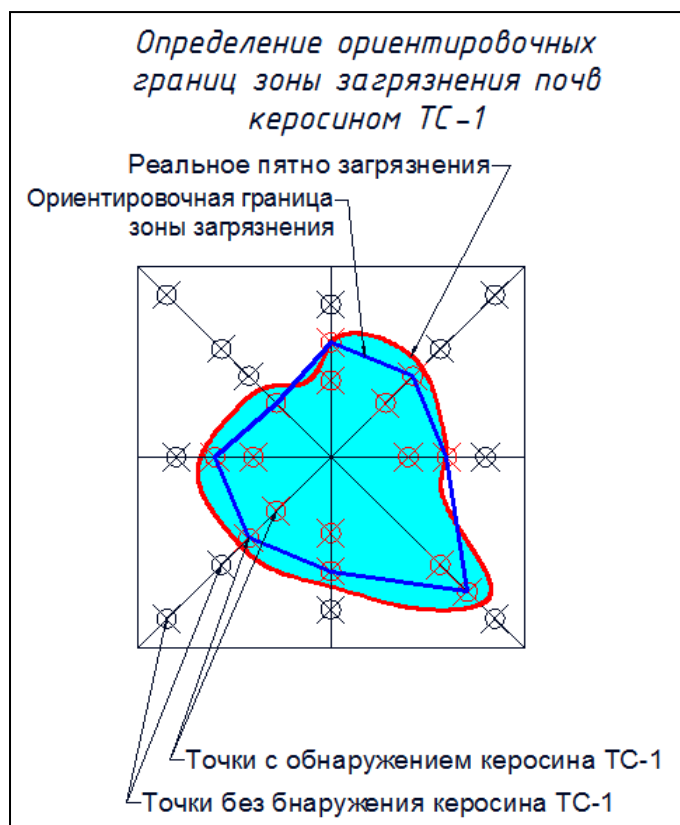 Определение ориентировочных
границ зоны загрязнения почв
керосином ТС-1
Реальное пятно загрязнения
Ориентировочная граница
зоны загрязнения
Точки с обнаружением керосина ТС-1
Точки без бнаружения керосина ТС-1